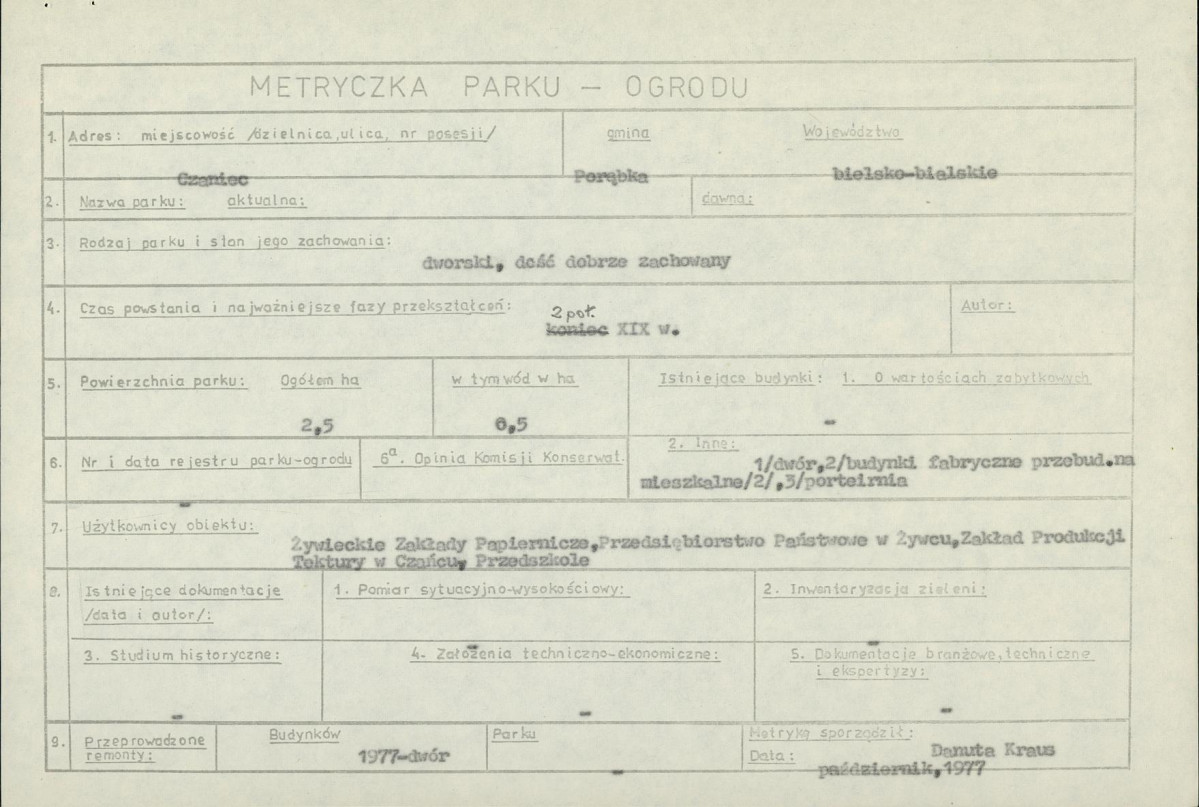 METRYCZKA PARKU - OGRODU
1. Adres: miejscowość /dzielnica, ulica, nr posesji/ gmina Województwo
Czaniec Porąbka bielsko-bialskie
2. Nazwa parku: aktualna: dawna:
3. Rodzaj parku i stan jego zachowania:
dworski, dość dobrze zachowany
4. Czas powstania i najważniejsze fazy przekształceń: Autor:
2 poł.
koniec XIX w.
5. Powierzchnia parku: Ogółem ha w tym wód w ha Istniejące budynki: 1. O wartościach zabytkowych
2,5 0,5 -
6. Nr i data rejestru parku-ogrodu 6a. Opinia Komisji Konserwat. 2. Inne:
1/dwór,2/budynki fabryczne przebud.na
mieszkalne/2/,3/porteirnia
-
7. Użytkownicy obiektu:
Żywieckie Zakłady Papiernicze,Przedsiębiorstwo Państwowe w Żywcu,Zakład Produkcji
Tektury w Czańcu, Przedszkole
8. Istniejące dokumentacje 1. Pomiar sytuacyjno-wysokościowy: 2. Inwentaryzacja zieleni:
/data i autor/:
- -
3. Studium historyczne: 4. Założenia techniczno-ekonomiczne: 5. Dokumentacje branżowe, techniczne
i ekspertyzy:
- - -
9. Przeprowadzone remonty: Budynków Parku Metrykę sporządził:
1977-dwór - Danuta Kraus
Data: październik,1977